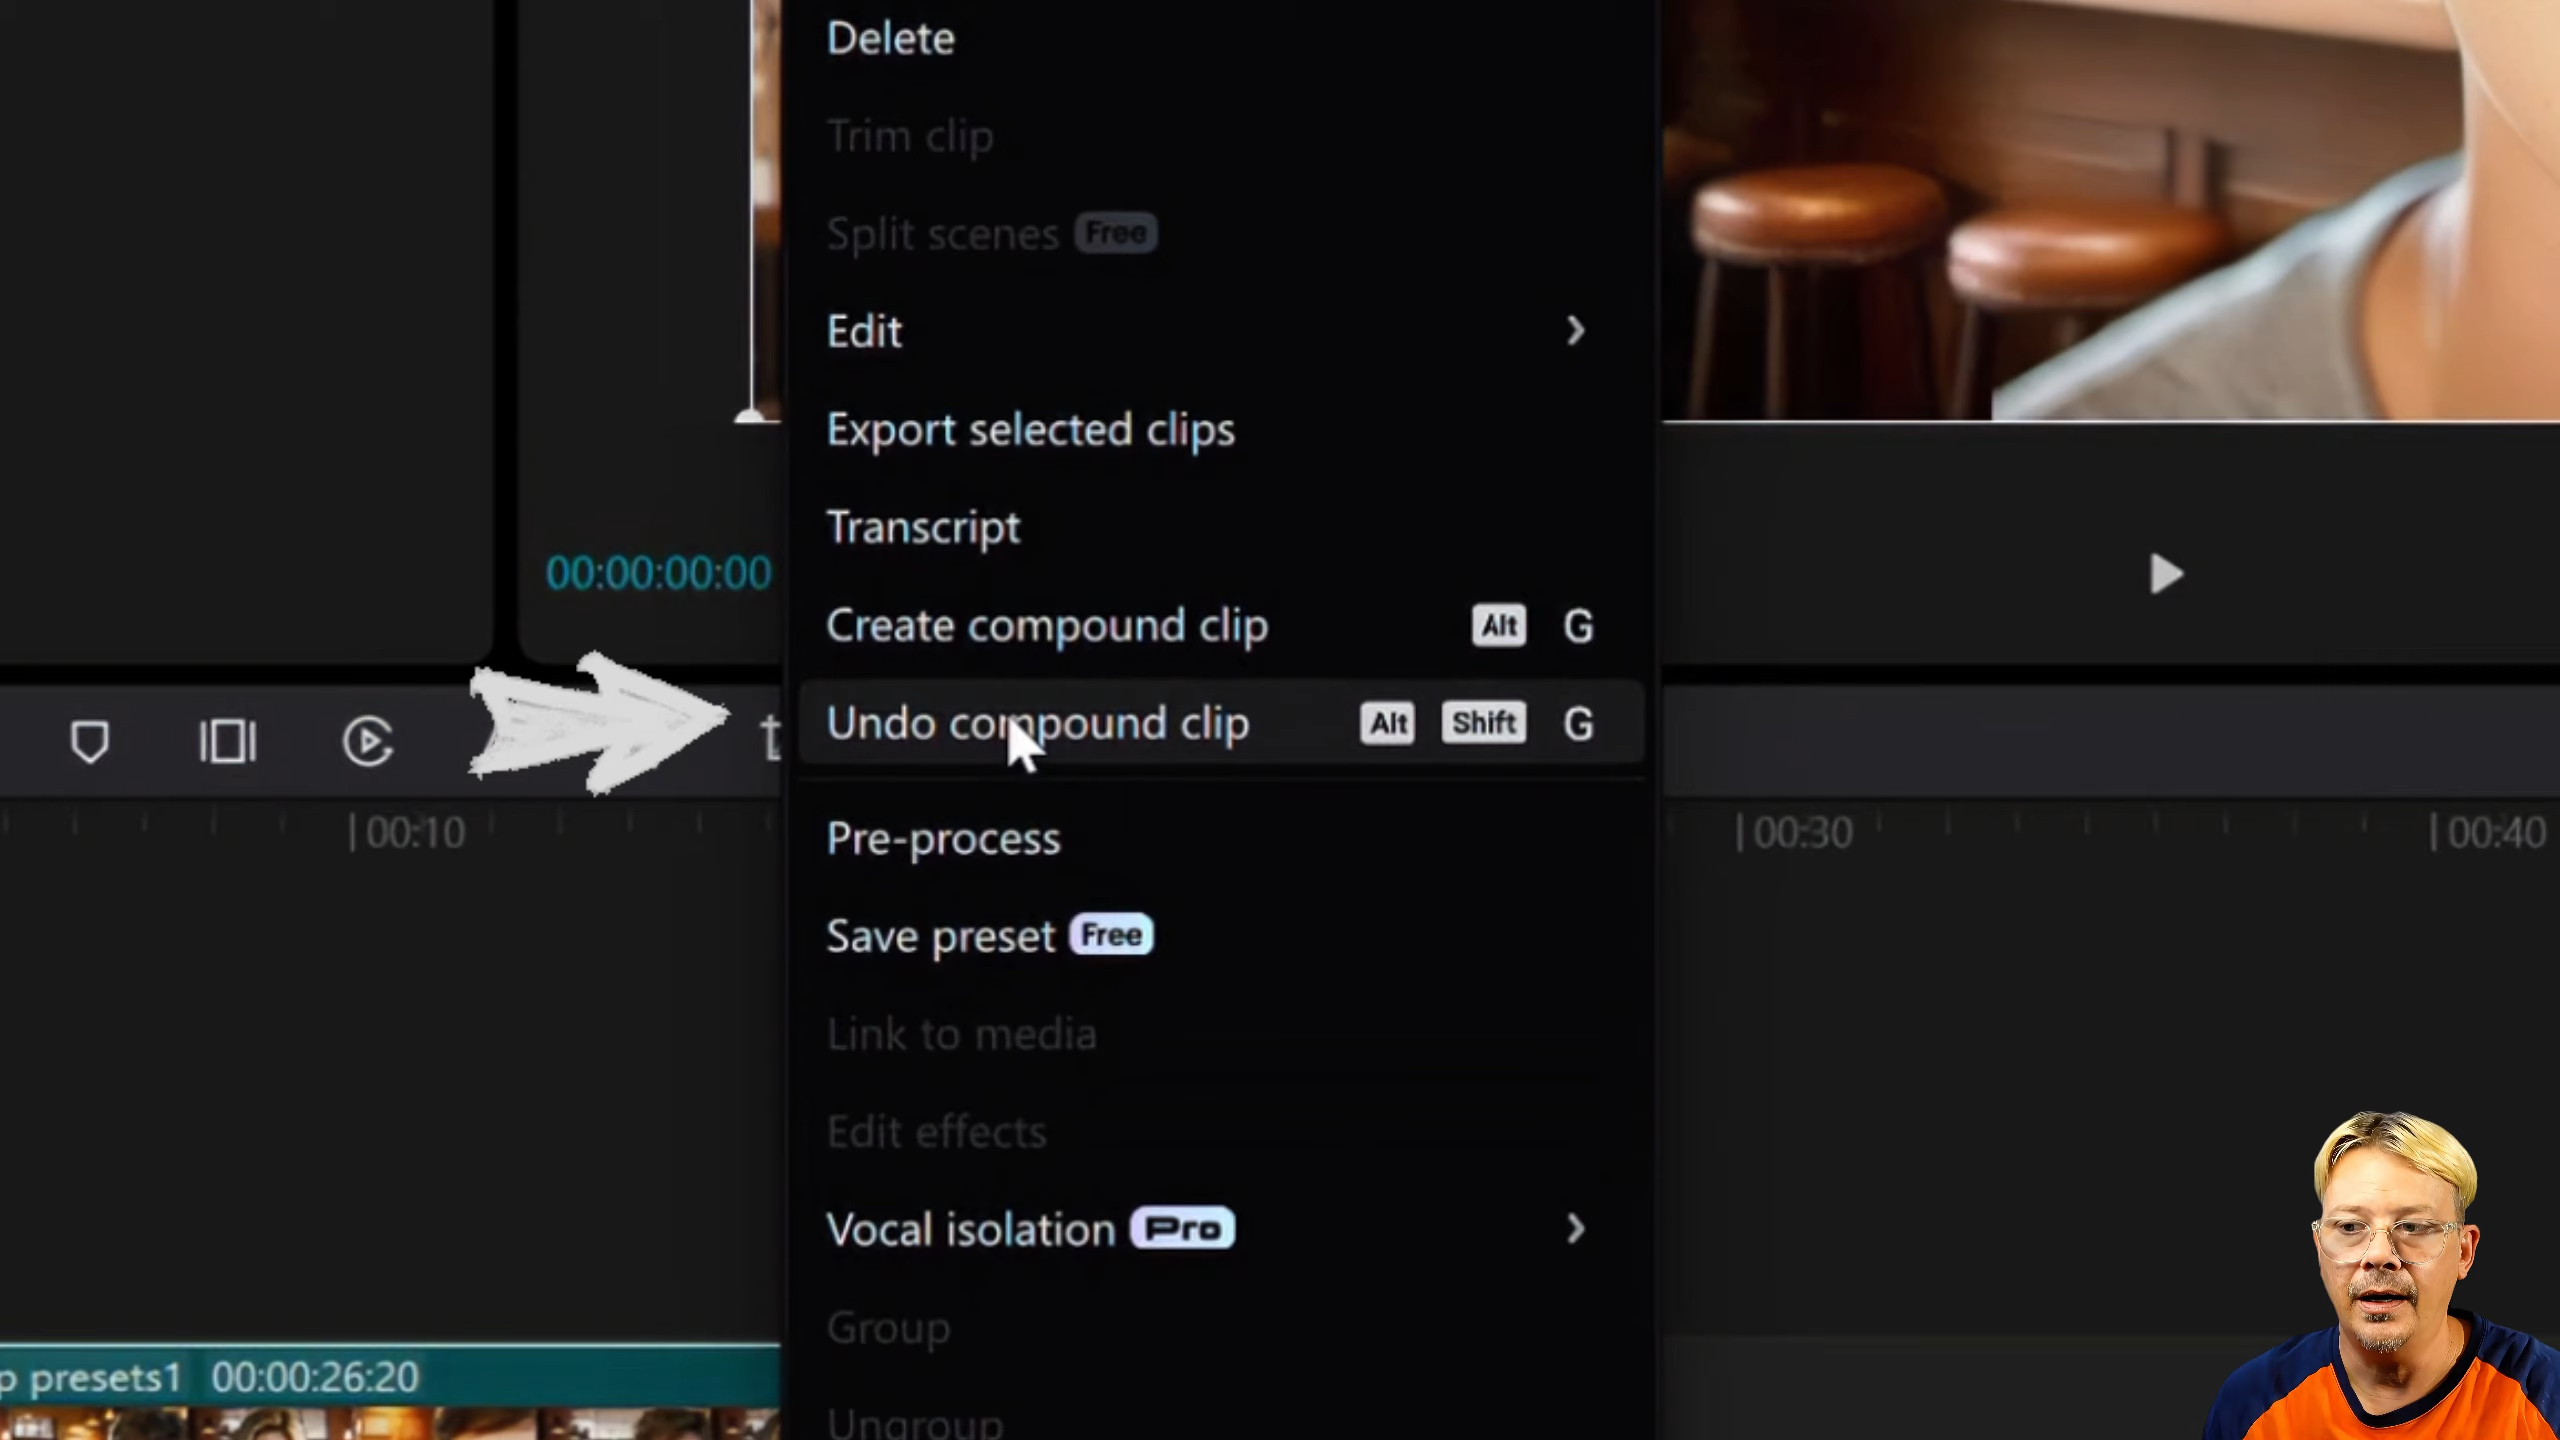 Delete
Trim clip
Split scenes Free
Edit
Export selected clips
Transcript
00:00:00:00
Create compound clip Alt G
Undo compound clip Alt Shift G
00:10
00:30
00:40
Pre-process
Save preset Free
Link to media
Edit effects
Vocal isolation Pro
Group
p presets1 00:00:26:20
Ungroup